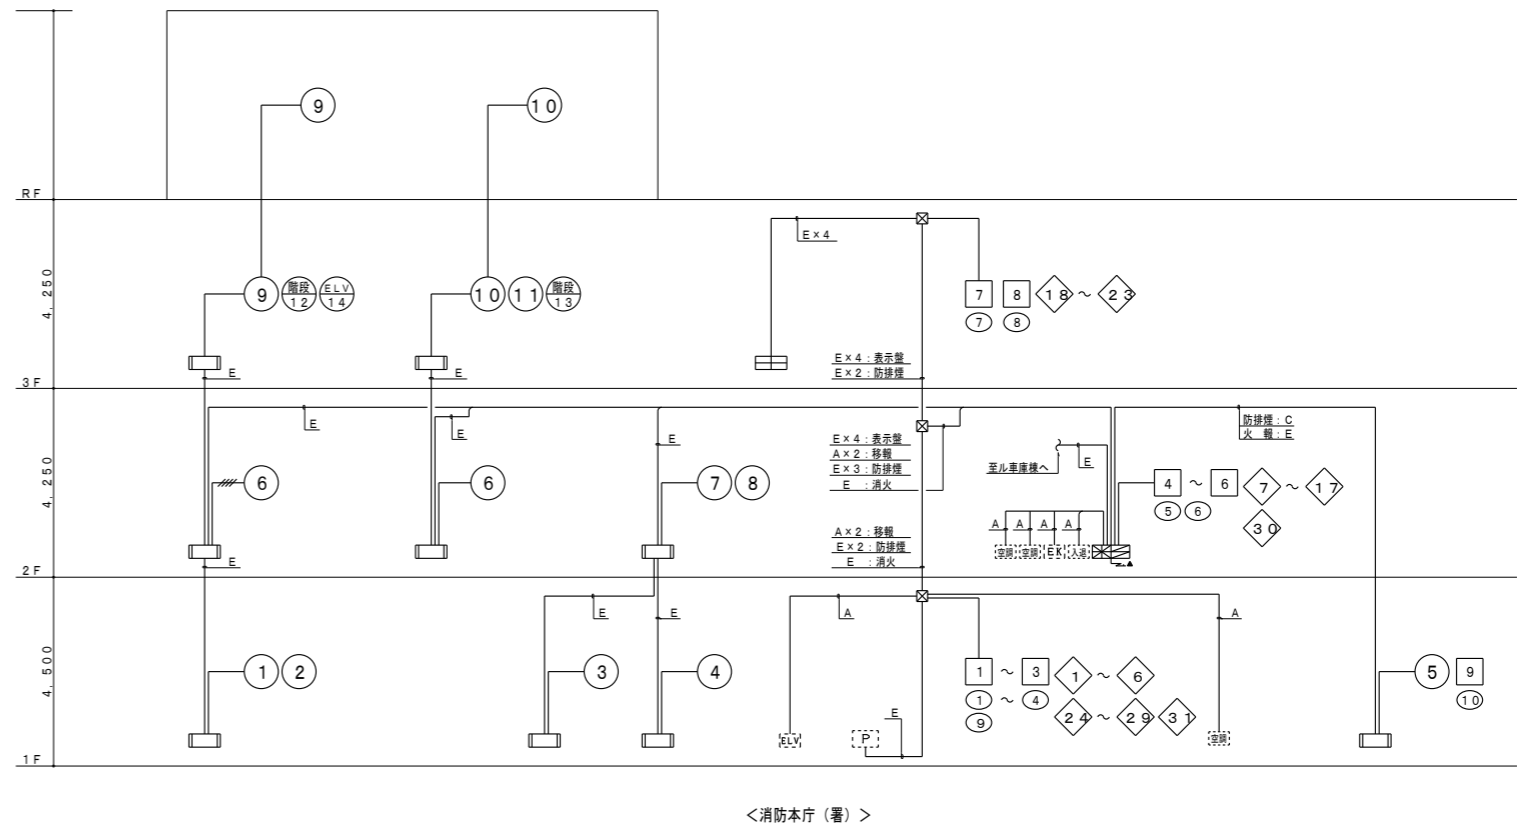 9
10
RF
E×4
4,250
9
階段
12
ELV
14
10
11
階段
13
7
8
18
～
23
7
8
E×4：表示盤
E×2：防排煙
E
E
3F
E
E
E
防排煙：C
火　報：E
E×4：表示盤
A×2：移報
E×3：防排煙
E　：消火
至ル車庫棟へ
E
4,250
6
6
7
8
4
～
6
7
～
17
5
6
30
A×2：移報
E×2：防排煙
E　：消火
A
A
A
A
空調
空調
EK
入退
E
2F
E
E
A
A
4,500
1
2
3
4
1
～
3
1
～
6
5
9
1
～
4
10
9
24
～
29
31
E
ELV
P
空調
1F
＜消防本庁（署）＞